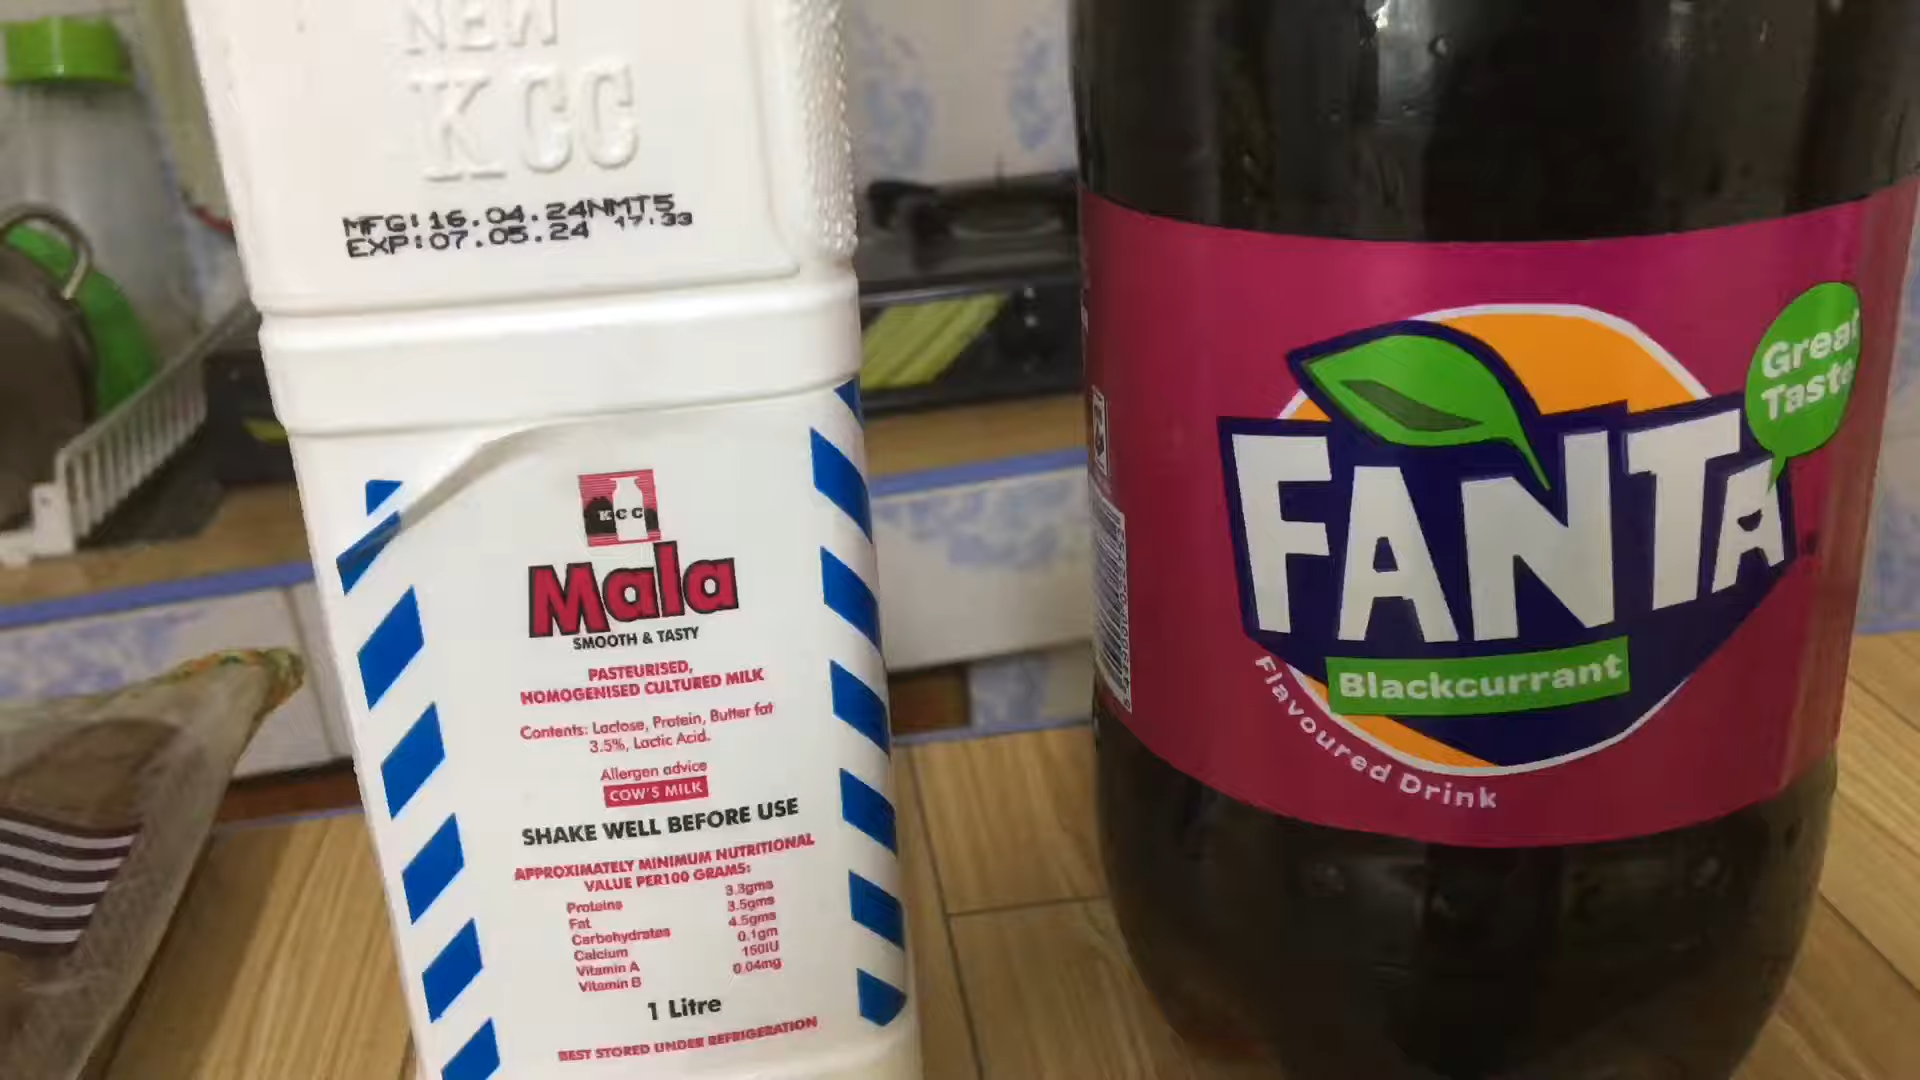 NEW
KCC
MFG:16.04.24NMT5
EXP:07.05.24 17:33
KCC
Mala
SMOOTH & TASTY
PASTEURISED,
HOMOGENISED CULTURED MILK
Contents: Lactose, Protein, Butter fat
3.5%, Lactic Acid.
Allergen advice
COW'S MILK
SHAKE WELL BEFORE USE
APPROXIMATELY MINIMUM NUTRITIONAL
VALUE PER100 GRAMS:
Proteins 3.3gms
Fat 3.5gms
Carbohydrates 4.5gms
Calcium 0.1gm
Vitamin A 150IU
Vitamin B 0.04mg
1 Litre
BEST STORED UNDER REFRIGERATION
Great
Taste
FANTA
Blackcurrant
Flavoured Drink